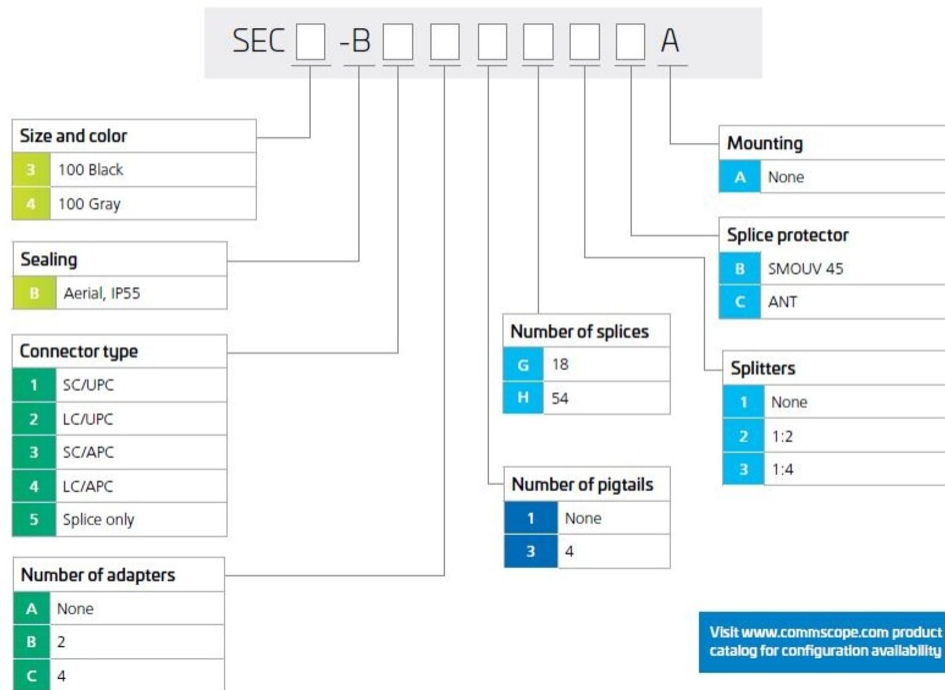 SEC -B A
Size and color
3 100 Black
4 100 Gray
Sealing
B Aerial, IP55
Connector type
1 SC/UPC
2 LC/UPC
3 SC/APC
4 LC/APC
5 Splice only
Number of adapters
A None
B 2
C 4
Number of pigtails
1 None
3 4
Number of splices
G 18
H 54
Splitters
1 None
2 1:2
3 1:4
Splice protector
B SMOUV 45
C ANT
Mounting
A None
Visit www.commscope.com product
catalog for configuration availability